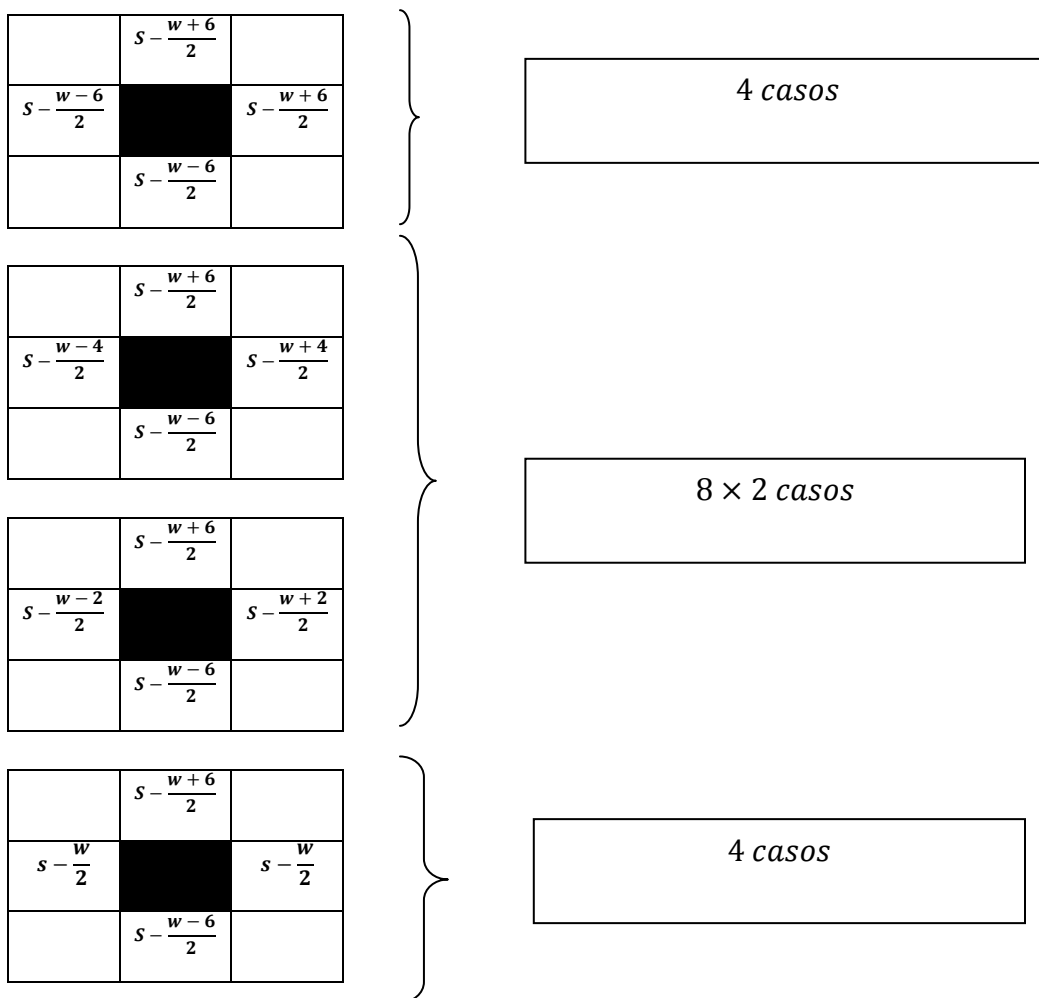 S − (w + 6)/2
S − (w − 6)/2 S − (w + 6)/2
S − (w − 6)/2
4 casos
S − (w + 6)/2
S − (w − 4)/2 S − (w + 4)/2
S − (w − 6)/2
S − (w + 6)/2
S − (w − 2)/2 S − (w + 2)/2
S − (w − 6)/2
8 × 2 casos
S − (w + 6)/2
s − w/2 s − w/2
S − (w − 6)/2
4 casos